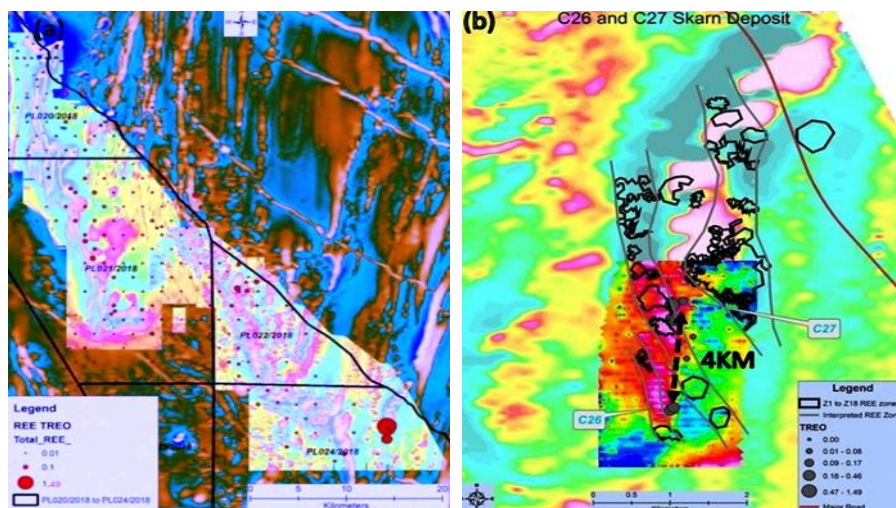 (a)
PL020/2018
PL021/2018
PL022/2018
PL024/2018
Legend
REE TREO
Total_REE_
0.01
0.1
1.49
PL020/2018 to PL024/2018
0 5 10 15 20
Kilometers
(b)
C26 and C27 Skarn Deposit
C27
4KM
C26
0 0.5 1 2
Legend
Z1 to Z18 REE zone
Interpreted REE Zon
TREO
0.00
0.01 - 0.08
0.09 - 0.17
0.18 - 0.46
0.47 - 1.49
Major Road